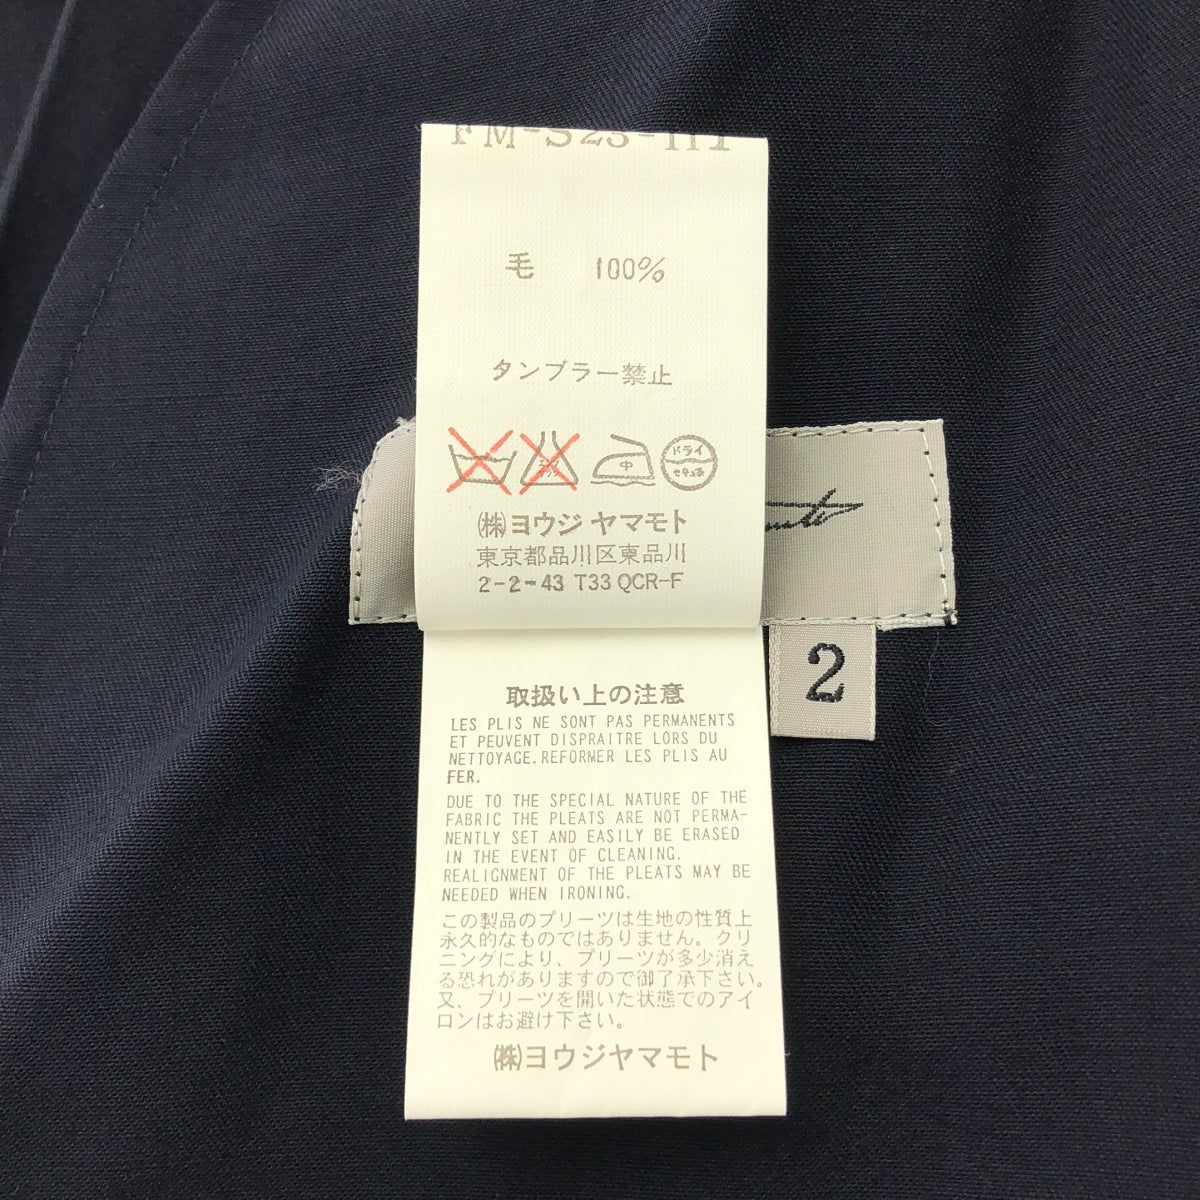 毛 100%
タンブラー禁止
エンソ
サラシ
中
ドライ
セキユ系
㈱ヨウジ ヤマモト
東京都品川区東品川
2-2-43 T33 QCR-F
2
取扱い上の注意
LES PLIS NE SONT PAS PERMANENTS
ET PEUVENT DISPRAITRE LORS DU
NETTOYAGE. REFORMER LES PLIS AU
FER.
DUE TO THE SPECIAL NATURE OF THE
FABRIC THE PLEATS ARE NOT PERMA-
NENTLY SET AND EASILY BE ERASED
IN THE EVENT OF CLEANING.
REALIGNMENT OF THE PLEATS MAY BE
NEEDED WHEN IRONING.
この製品のプリーツは生地の性質上
永久的なものではありません。クリ
ニングにより、プリーツが多少消え
る恐れがありますので御了承下さい。
又、プリーツを開いた状態でのアイ
ロンはお避け下さい。
㈱ヨウジヤマモト